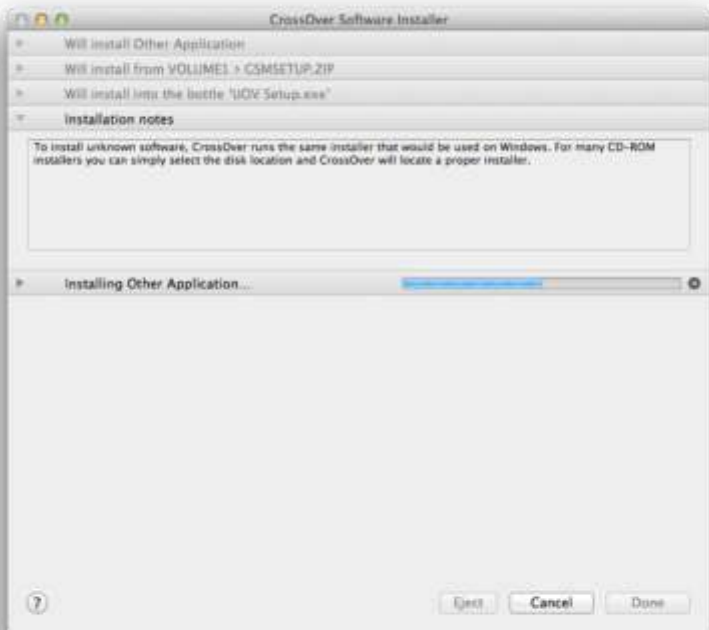 CrossOver Software Installer
Will install Other Application
Will install from VOLUME1 > CSMSETUP.ZIP
Will install into the bottle 'UOV Setup.exe'
Installation notes
To install unknown software, CrossOver runs the same installer that would be used on Windows. For many CD-ROM
installers you can simply select the disk location and CrossOver will locate a proper installer.
Installing Other Application...
?
Eject
Cancel
Done